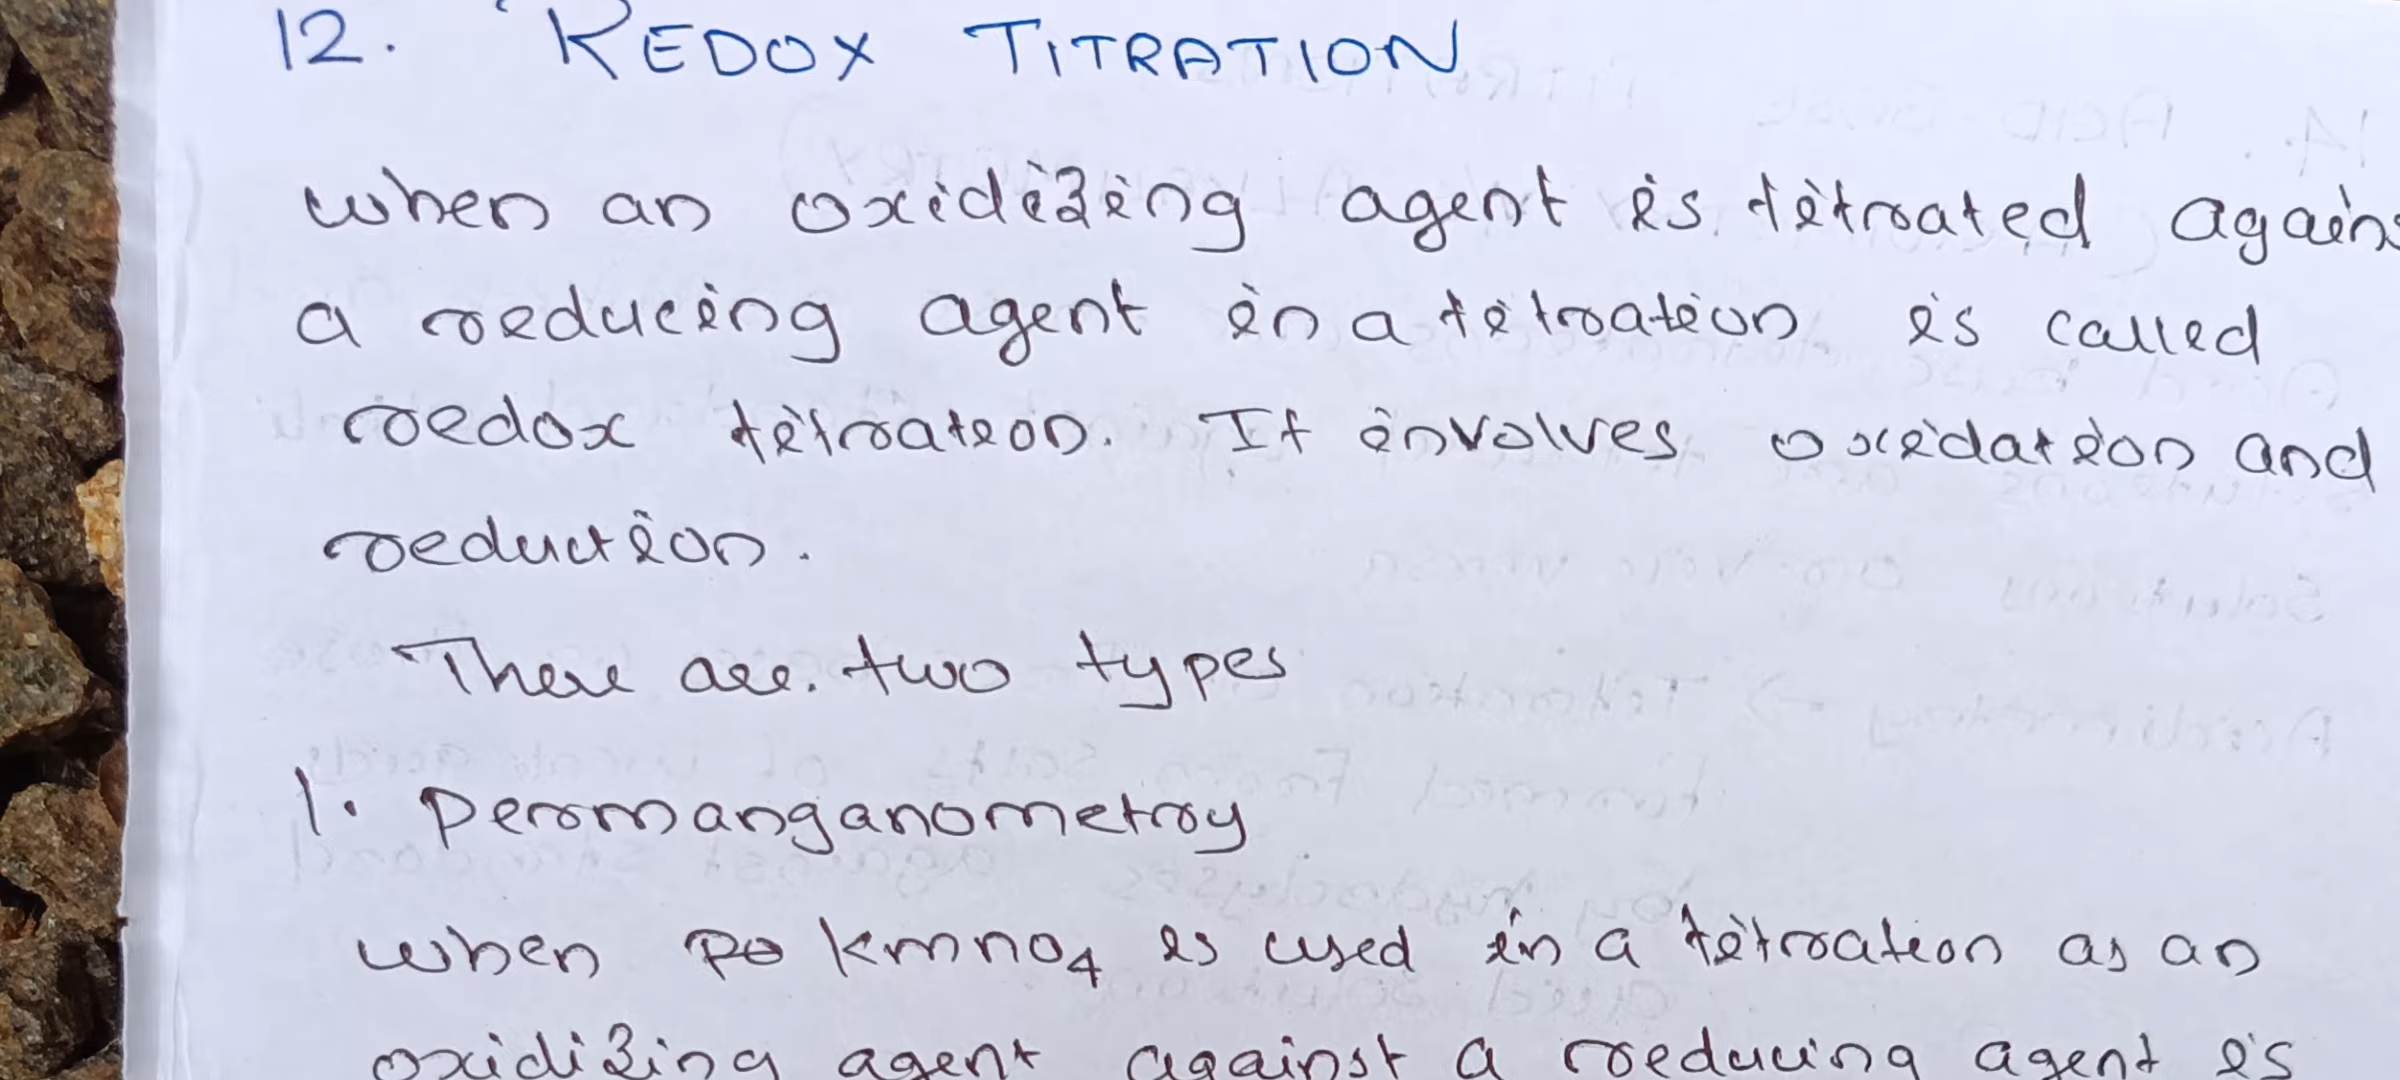 12. REDOX TITRATION
when an oxidizing agent is titrated agains
a reducing agent in a titration is called
redox titration. It involves oxidation and
reduction.
There are two types
1. permanganometry
when po kmno4 is used in a titration as an
oxidizing agent against a reducing agent is